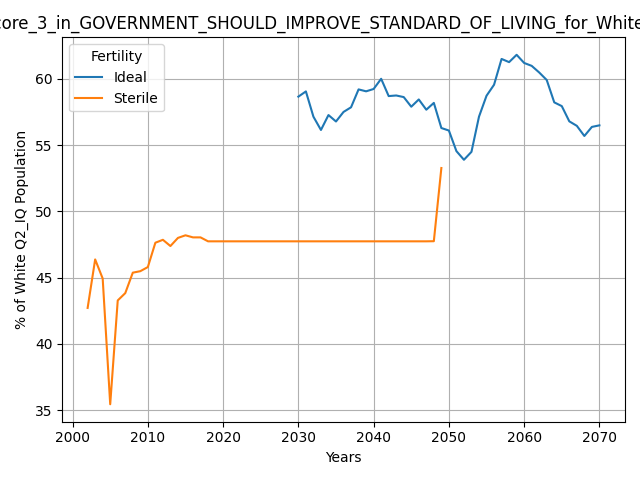 core_3_in_GOVERNMENT_SHOULD_IMPROVE_STANDARD_OF_LIVING_for_White
Fertility
Ideal
Sterile
% of White Q2_IQ Population
60
55
50
45
40
35
2000 2010 2020 2030 2040 2050 2060 2070
Years